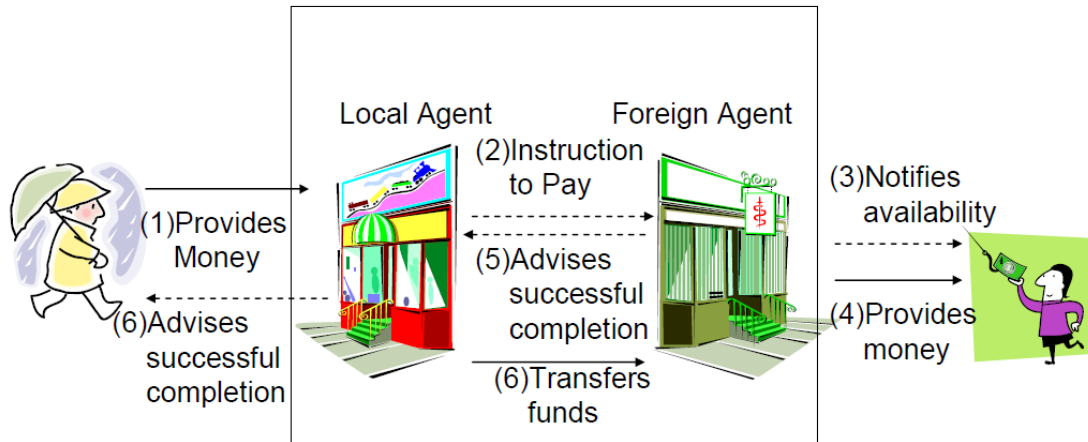 Local Agent
Foreign Agent
(2)Instruction
to Pay
(1)Provides
Money
(3)Notifies
availability
(5)Advises
successful
completion
(4)Provides
money
(6)Advises
successful
completion
(6)Transfers
funds